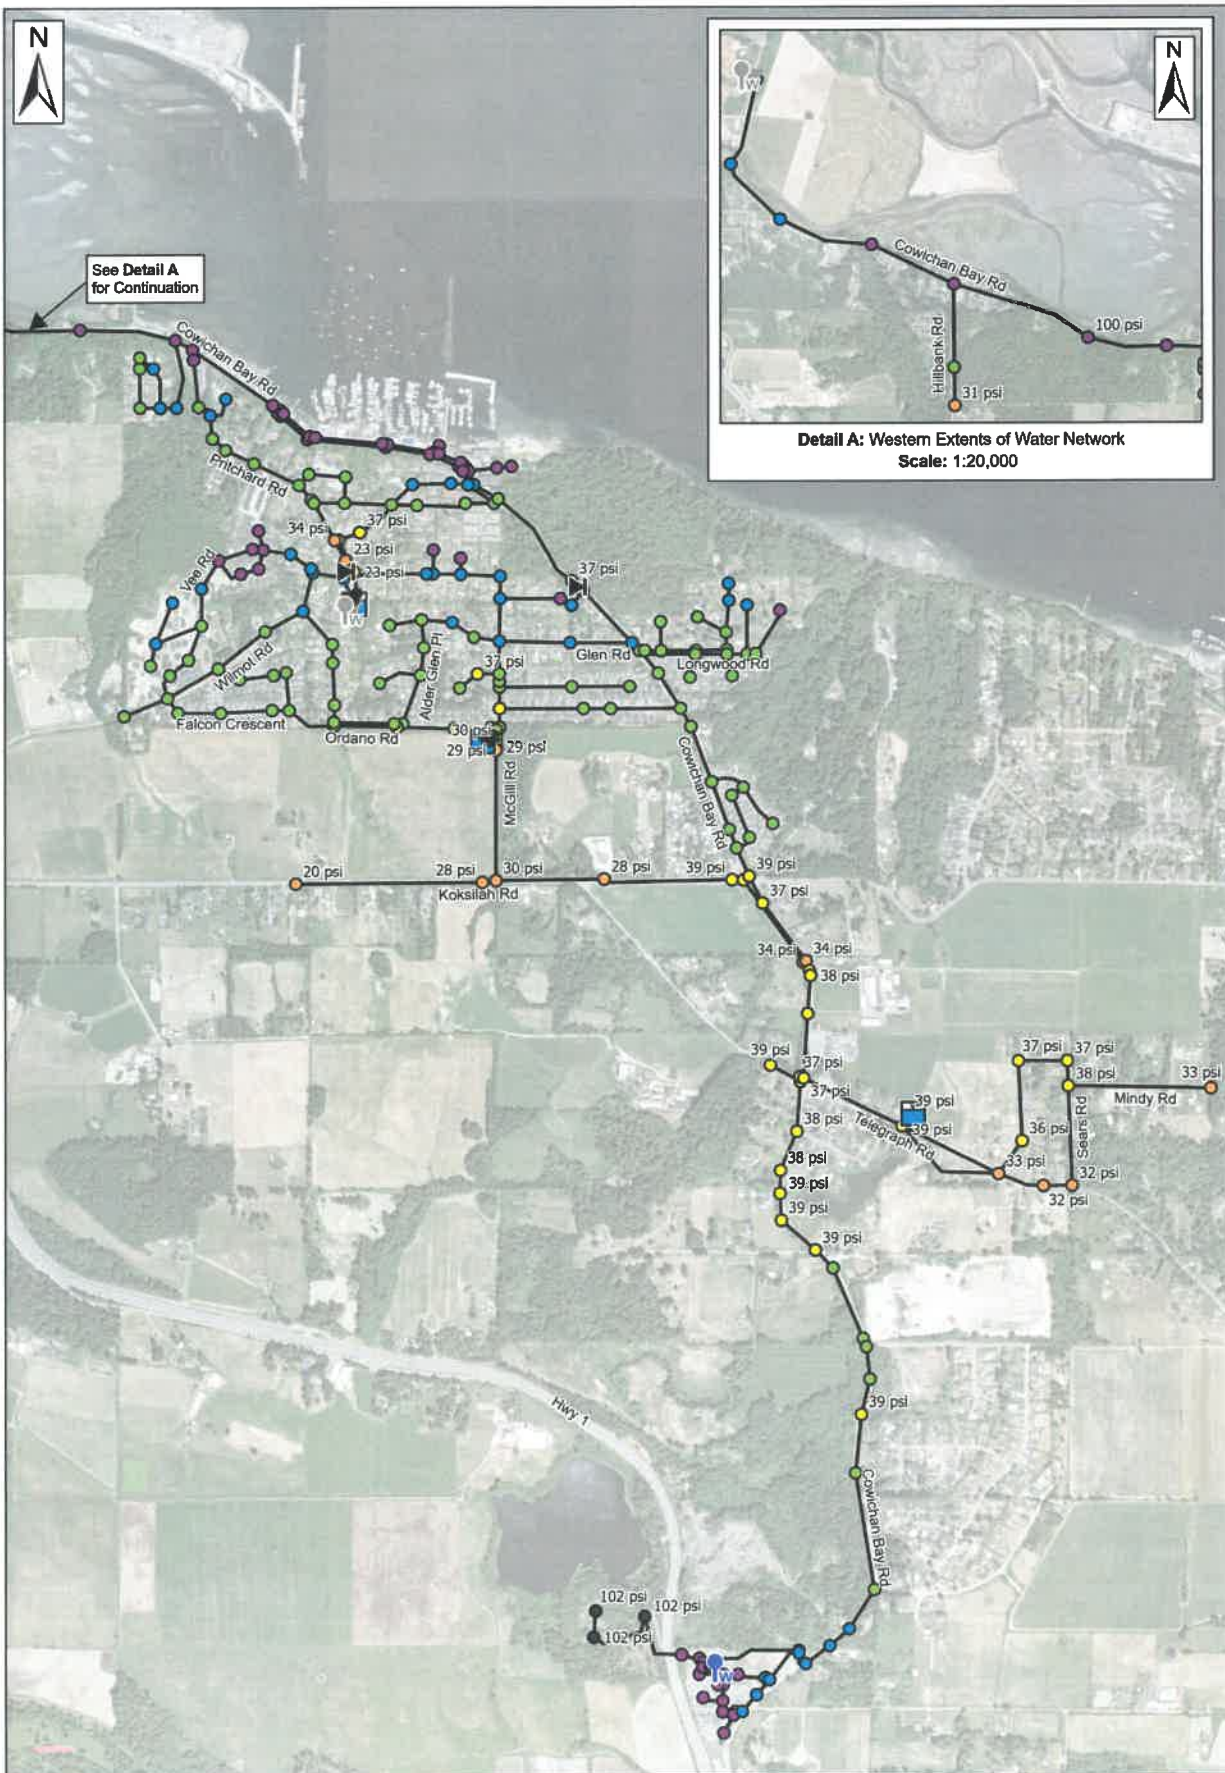 N
N
See Detail A
for Continuation
W
Cowichan Bay Rd
Hillbank Rd
100 psi
31 psi
Detail A: Western Extents of Water Network
Scale: 1:20,000
Cowichan Bay Rd
Pritchard Rd
34 psi
37 psi
23 psi
23 psi
37 psi
Vee Rd
W
Wilmot Rd
Alder Glen Pl
Glen Rd
Longwood Rd
37 psi
Falcon Crescent
Ordano Rd
30 psi
29 psi
29 psi
McGill Rd
Cowichan Bay Rd
20 psi
28 psi
30 psi
28 psi
39 psi
39 psi
Koksilah Rd
37 psi
34 psi
34 psi
38 psi
39 psi
37 psi
37 psi
37 psi
37 psi
38 psi
33 psi
Mindy Rd
Sears Rd
39 psi
39 psi
Telegraph Rd
38 psi
36 psi
33 psi
32 psi
32 psi
38 psi
39 psi
39 psi
39 psi
Hwy 1
39 psi
Cowichan Bay Rd
102 psi
102 psi
102 psi
W